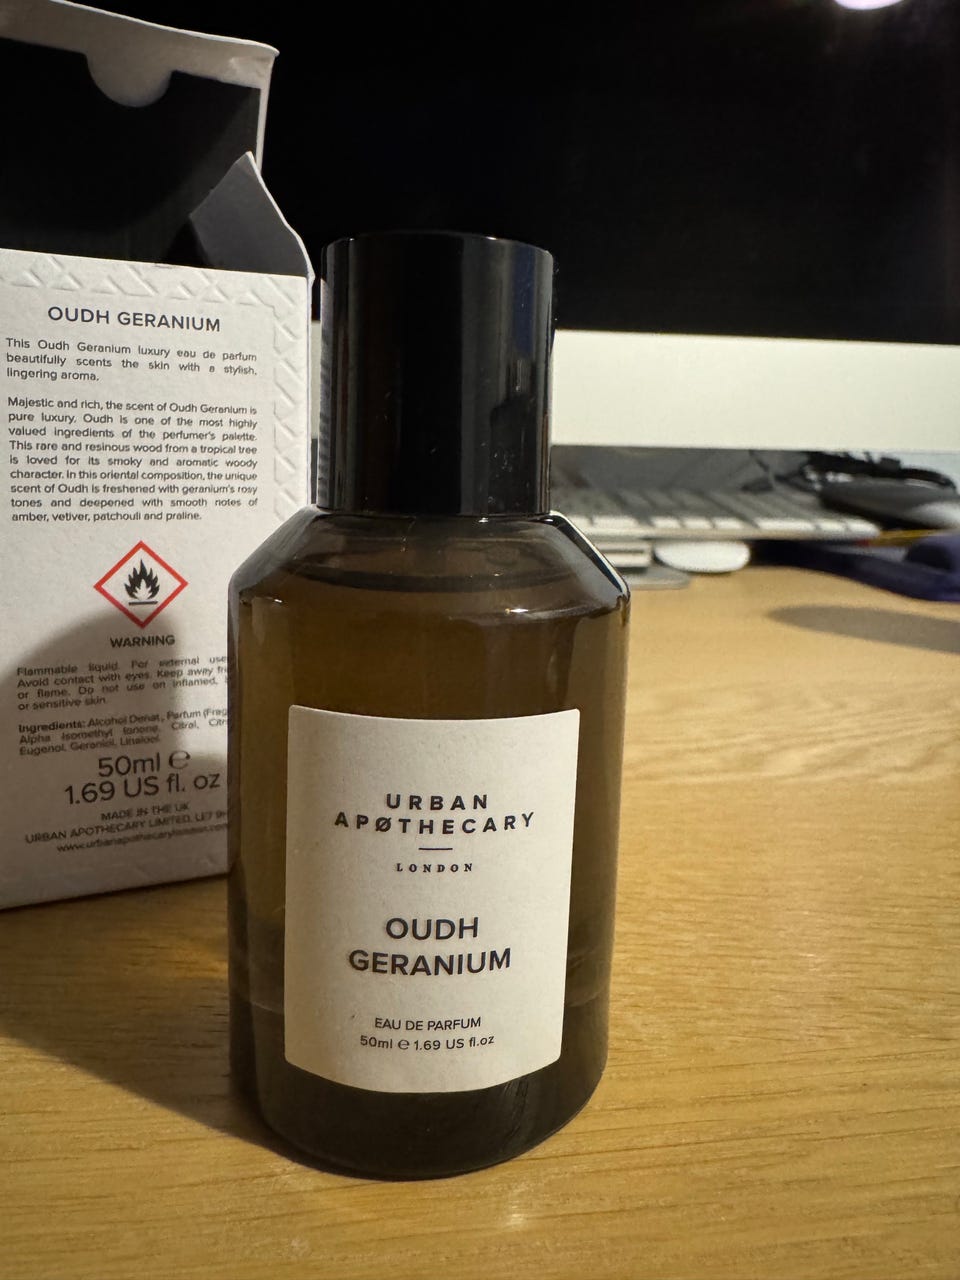 OUDH GERANIUM
This Oudh Geranium luxury eau de parfum
beautifully scents the skin with a stylish,
lingering aroma.
Majestic and rich, the scent of Oudh Geranium is
pure luxury. Oudh is one of the most highly
valued ingredients of the perfumer's palette.
This rare and resinous wood from a tropical tree
is loved for its smoky and aromatic woody
character. In this oriental composition, the unique
scent of Oudh is freshened with geranium's rosy
tones and deepened with smooth notes of
amber, vetiver, patchouli and praline.
WARNING
Flammable liquid. For external use
Avoid contact with eyes. Keep away
or flame. Do not use on inflamed,
or sensitive skin.
Ingredients: Alcohol Denat., Parfum
Alpha Isomethyl Ionone, Citral,
Eugenol, Geraniol, Linalool.
50ml ℮
1.69 US fl. oz
MADE IN THE UK
URBAN APOTHECARY LIMITED, LE7
www.urbanapothecarylondon.com
URBAN
APØTHECARY
LONDON
OUDH
GERANIUM
EAU DE PARFUM
50ml ℮ 1.69 US fl.oz